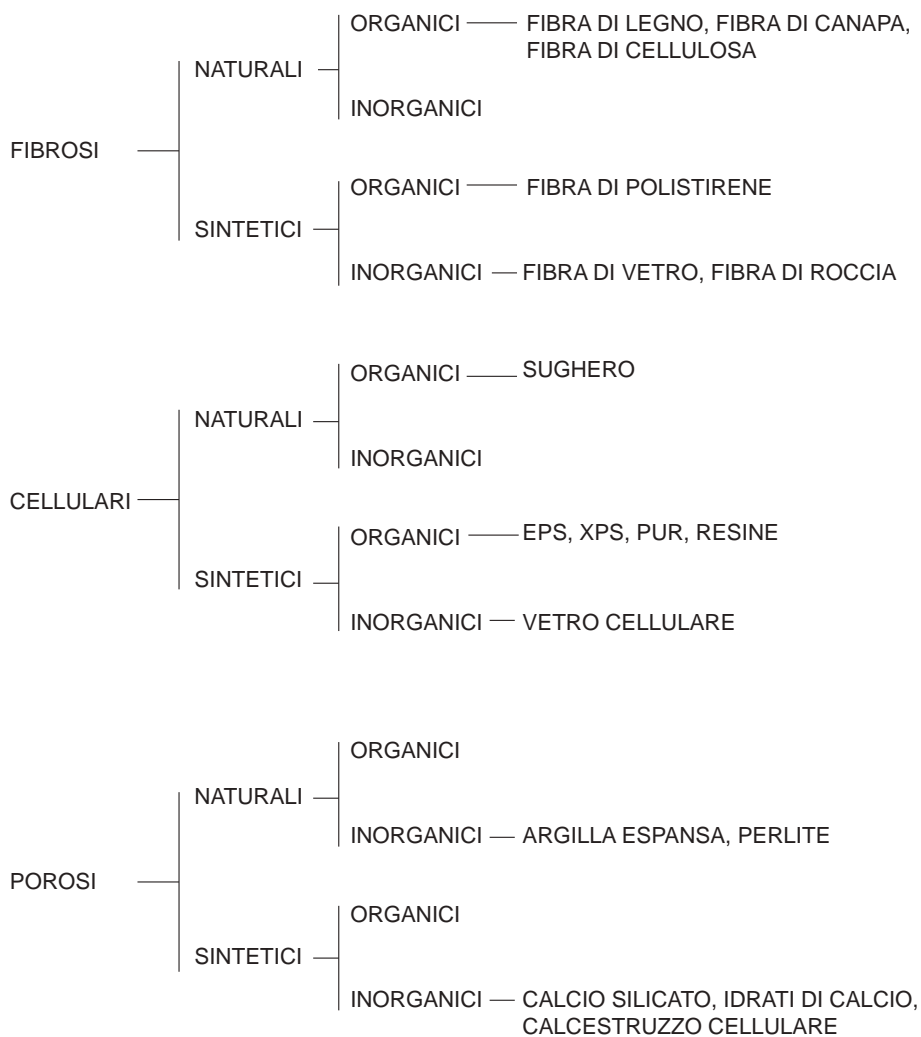 ORGANICI
FIBRA DI LEGNO, FIBRA DI CANAPA,
FIBRA DI CELLULOSA
NATURALI
INORGANICI
FIBROSI
ORGANICI
FIBRA DI POLISTIRENE
SINTETICI
INORGANICI
FIBRA DI VETRO, FIBRA DI ROCCIA
ORGANICI
SUGHERO
NATURALI
INORGANICI
CELLULARI
ORGANICI
EPS, XPS, PUR, RESINE
SINTETICI
INORGANICI
VETRO CELLULARE
ORGANICI
NATURALI
INORGANICI
ARGILLA ESPANSA, PERLITE
POROSI
ORGANICI
SINTETICI
INORGANICI
CALCIO SILICATO, IDRATI DI CALCIO,
CALCESTRUZZO CELLULARE